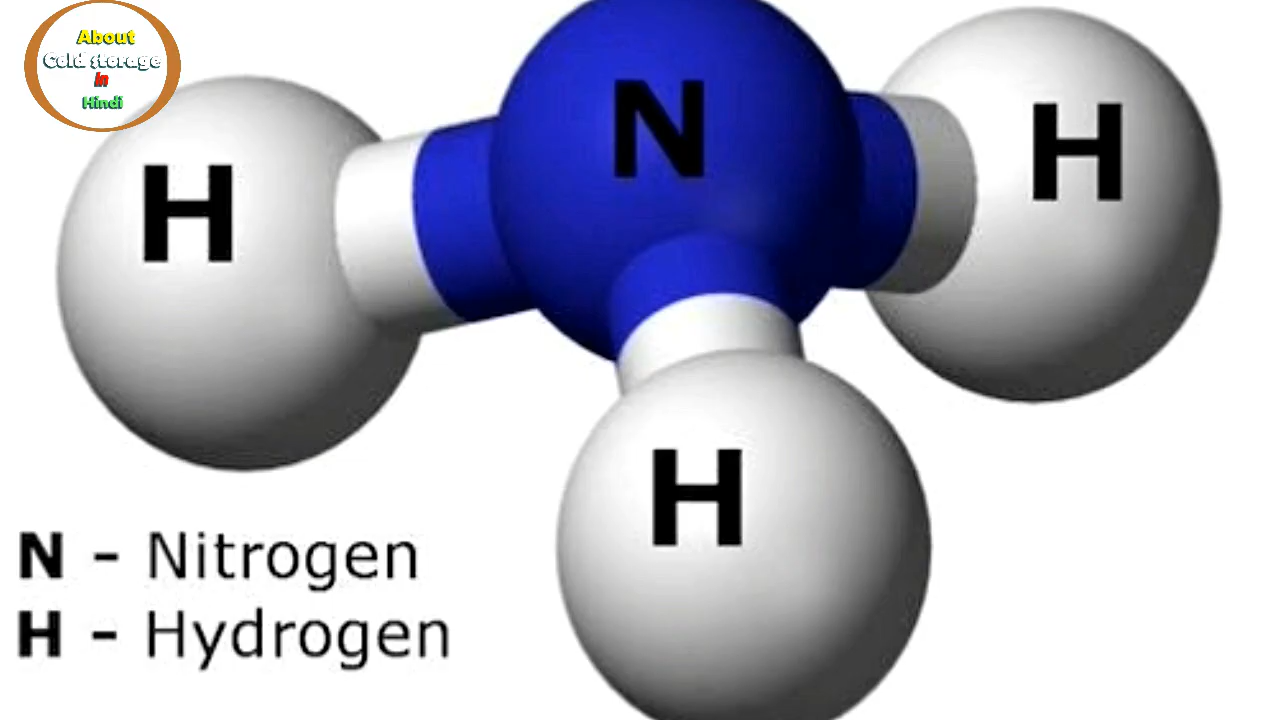 About
Cold storage
in
Hindi
N
H
H
H
N - Nitrogen
H - Hydrogen